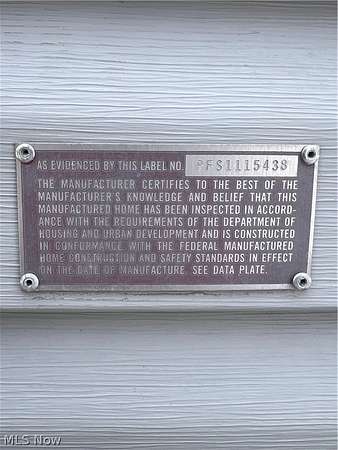 AS EVIDENCED BY THIS LABEL NO. PFS1115438
THE MANUFACTURER CERTIFIES TO THE BEST OF THE
MANUFACTURER'S KNOWLEDGE AND BELIEF THAT THIS
MANUFACTURED HOME HAS BEEN INSPECTED IN ACCORD-
ANCE WITH THE REQUIREMENTS OF THE DEPARTMENT OF
HOUSING AND URBAN DEVELOPMENT AND IS CONSTRUCTED
IN CONFORMANCE WITH THE FEDERAL MANUFACTURED
HOME CONSTRUCTION AND SAFETY STANDARDS IN EFFECT
ON THE DATE OF MANUFACTURE. SEE DATA PLATE.
MLS Now